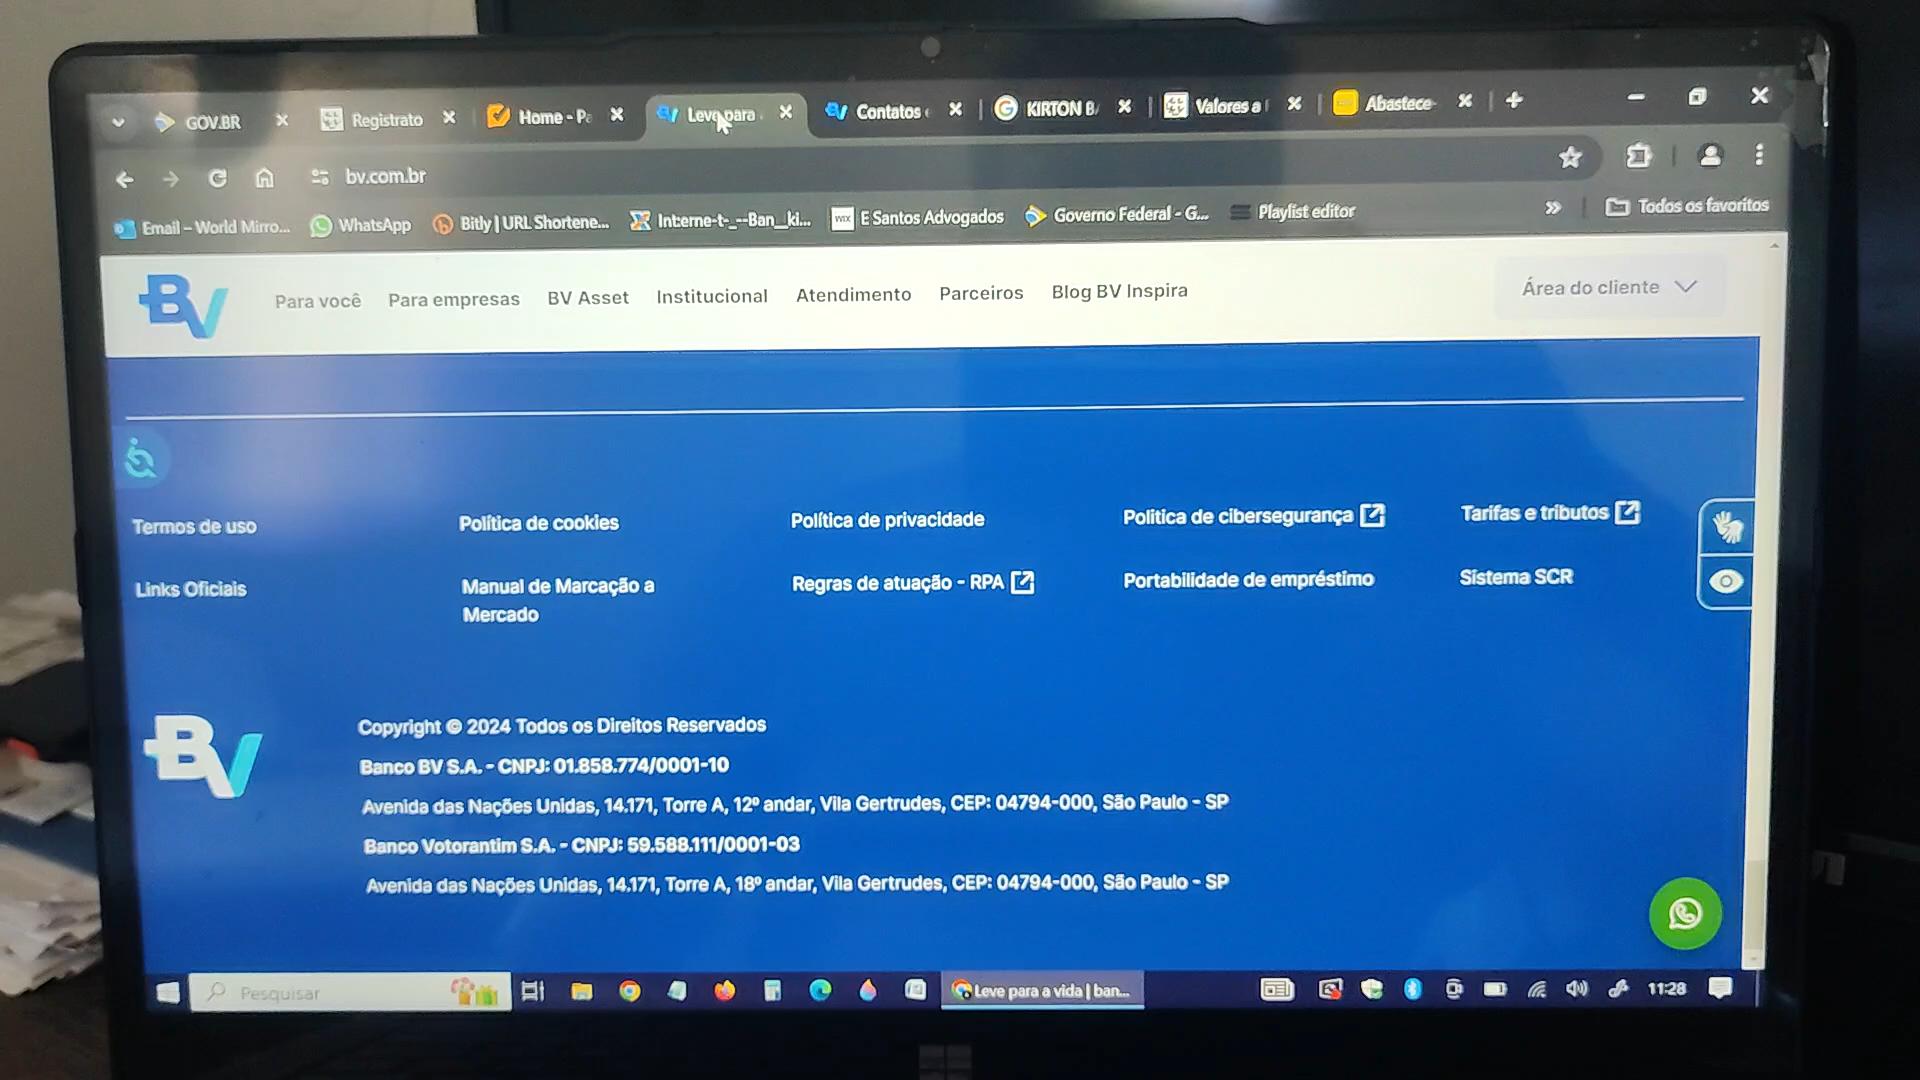 GOV.BR
Registrato
Home - Pa
Leve para
Contatos e
KIRTON BA
Valores a
Abastece-
bv.com.br
Email – World Mirro...
WhatsApp
Bitly | URL Shortene...
Interne-t-_--Ban__ki...
WIX
E Santos Advogados
Governo Federal - G...
Playlist editor
Todos os favoritos
BV
Para você
Para empresas
BV Asset
Institucional
Atendimento
Parceiros
Blog BV Inspira
Área do cliente
Termos de uso
Política de cookies
Política de privacidade
Politica de cibersegurança
Tarifas e tributos
Links Oficiais
Manual de Marcação a
Mercado
Regras de atuação - RPA
Portabilidade de empréstimo
Sistema SCR
BV
Copyright © 2024 Todos os Direitos Reservados
Banco BV S.A. - CNPJ: 01.858.774/0001-10
Avenida das Nações Unidas, 14.171, Torre A, 12º andar, Vila Gertrudes, CEP: 04794-000, São Paulo - SP
Banco Votorantim S.A. - CNPJ: 59.588.111/0001-03
Avenida das Nações Unidas, 14.171, Torre A, 18º andar, Vila Gertrudes, CEP: 04794-000, São Paulo - SP
Pesquisar
Leve para a vida | ban...
11:28